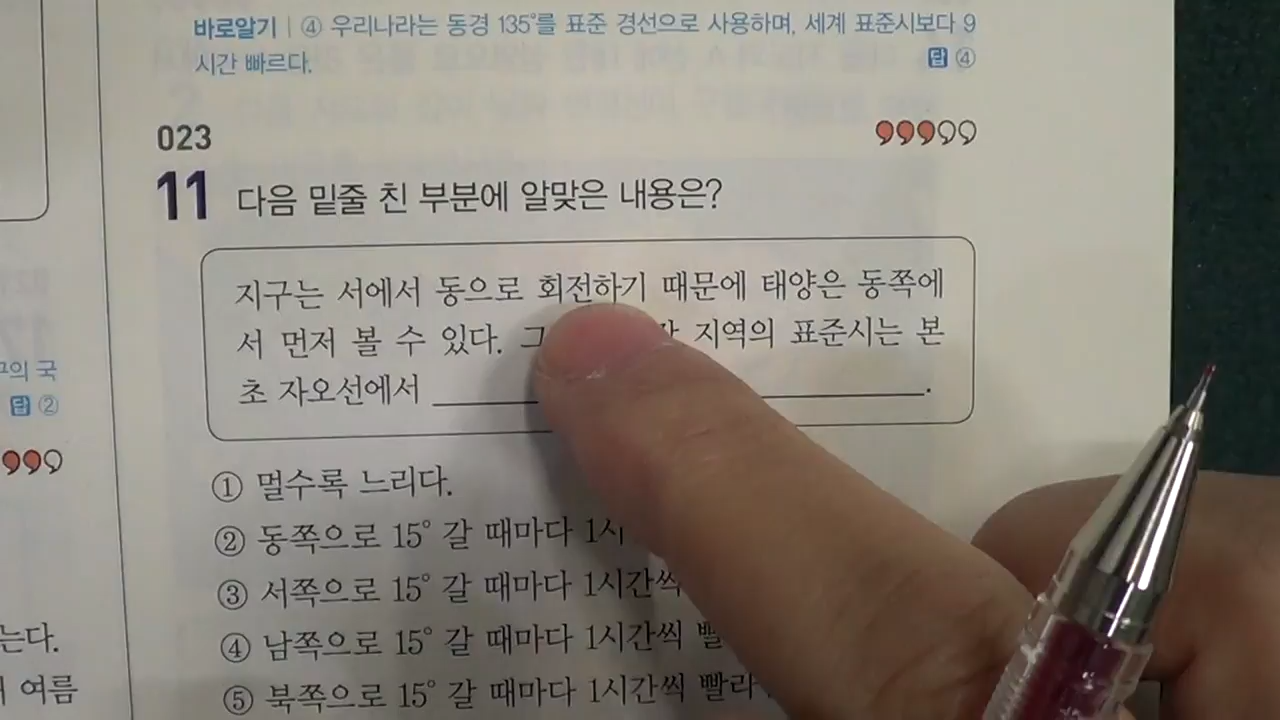 바로알기 | ④ 우리나라는 동경 135°를 표준 경선으로 사용하며, 세계 표준시보다 9
시간 빠르다.
답 ④
023
11 다음 밑줄 친 부분에 알맞은 내용은?
지구는 서에서 동으로 회전하기 때문에 태양은 동쪽에
서 먼저 볼 수 있다. 지역의 표준시는 본
초 자오선에서 .
① 멀수록 느리다.
② 동쪽으로 15° 갈 때마다
③ 서쪽으로 15° 갈 때마다 1시간씩
④ 남쪽으로 15° 갈 때마다 1시간씩
⑤ 북쪽으로 15° 갈 때마다 1시간씩
국
답 ②
는다.
여름